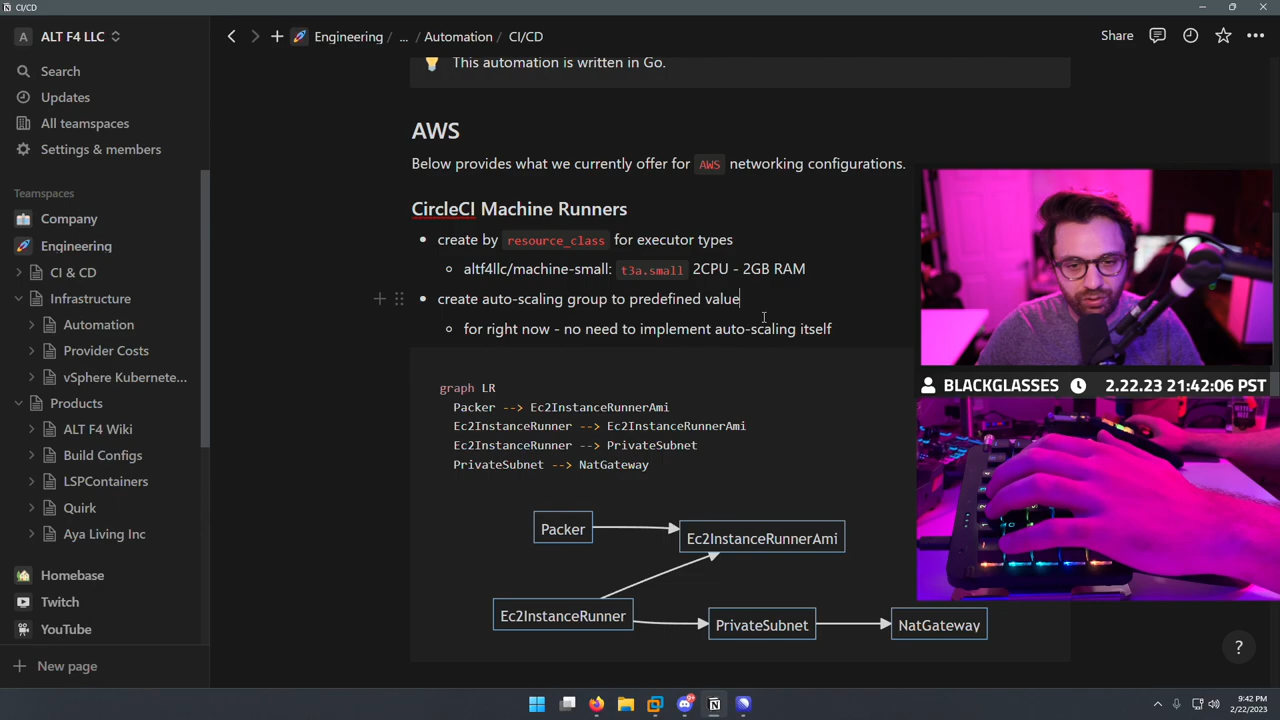 CI/CD
A ALT F4 LLC
Engineering / ... / Automation / CI/CD
Share
Search
Updates
All teamspaces
Settings & members
Teamspaces
Company
Engineering
CI & CD
Infrastructure
Automation
Provider Costs
vSphere Kubernete...
Products
ALT F4 Wiki
Build Configs
LSPContainers
Quirk
Aya Living Inc
Homebase
Twitch
YouTube
New page
This automation is written in Go.
AWS
Below provides what we currently offer for AWS networking configurations.
CircleCI Machine Runners
create by resource_class for executor types
altf4llc/machine-small: t3a.small 2CPU - 2GB RAM
create auto-scaling group to predefined value
for right now - no need to implement auto-scaling itself
graph LR
Packer --> Ec2InstanceRunnerAmi
Ec2InstanceRunner --> Ec2InstanceRunnerAmi
Ec2InstanceRunner --> PrivateSubnet
PrivateSubnet --> NatGateway
Packer
Ec2InstanceRunnerAmi
Ec2InstanceRunner
PrivateSubnet
NatGateway
BLACKGLASSES 2.22.23 21:42:06 PST
?
9:42 PM
2/22/2023